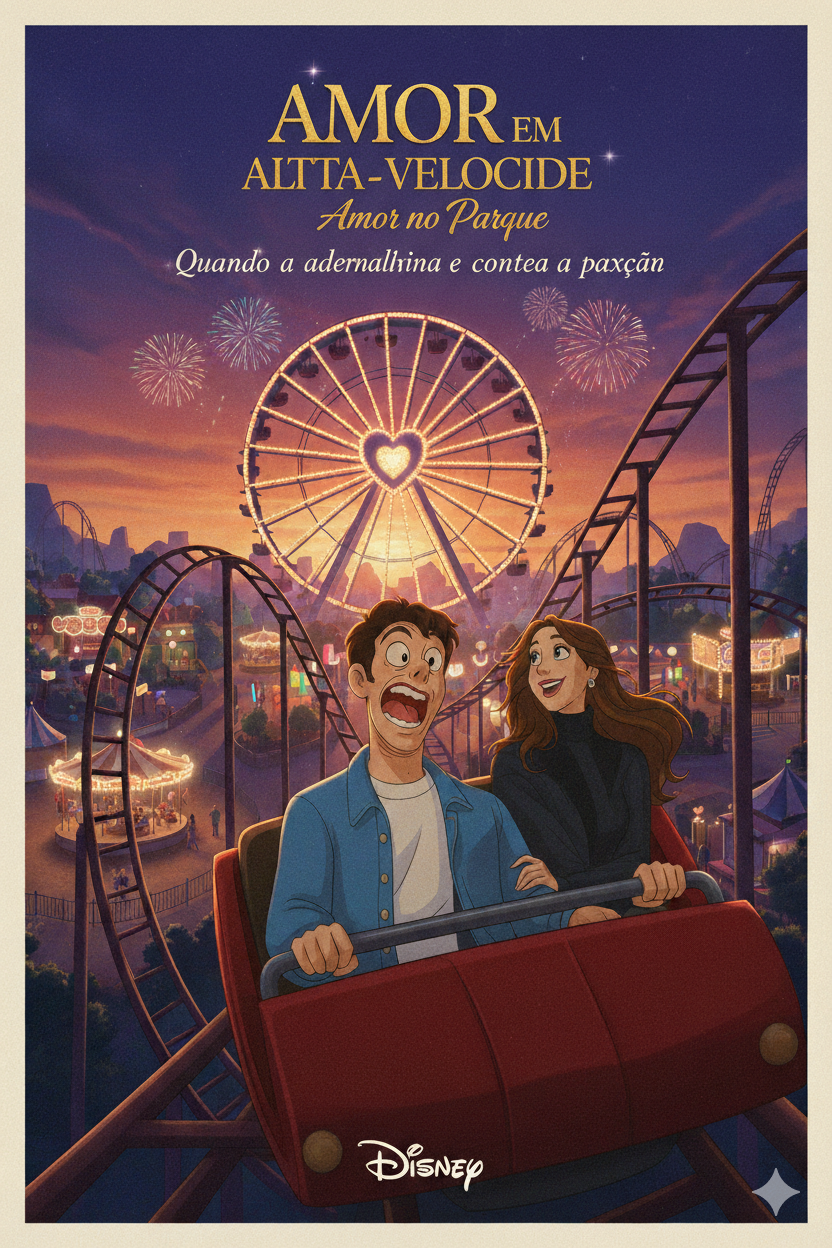 AMOR EM
ALTTA-VELOCIDE
Amor no Parque
Quando a adernalhina e contea a paxçãn
Disney